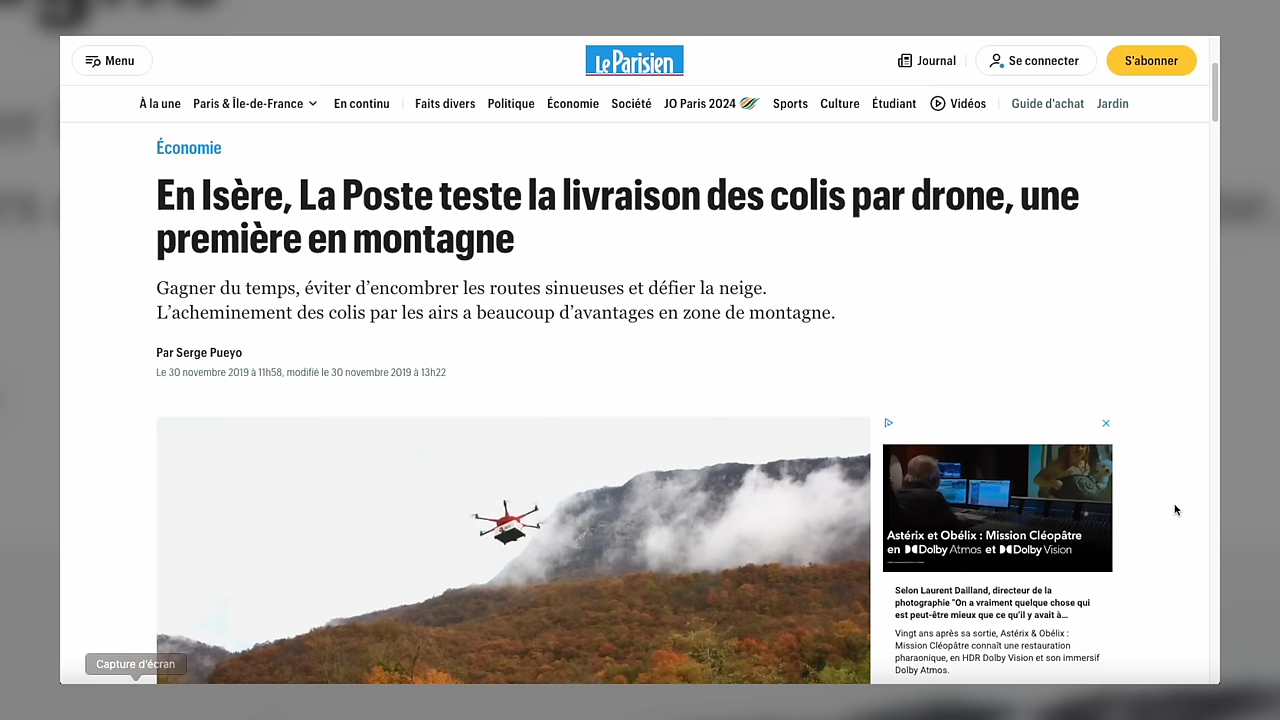 Menu
Le Parisien
Journal
Se connecter
S'abonner
À la une
Paris & Île-de-France
En continu
Faits divers
Politique
Économie
Société
JO Paris 2024
Sports
Culture
Étudiant
Vidéos
Guide d'achat
Jardin
Économie
En Isère, La Poste teste la livraison des colis par drone, une
première en montagne
Gagner du temps, éviter d’encombrer les routes sinueuses et défier la neige.
L’acheminement des colis par les airs a beaucoup d’avantages en zone de montagne.
Par Serge Pueyo
Le 30 novembre 2019 à 11h58, modifié le 30 novembre 2019 à 13h22
Astérix et Obélix : Mission Cléopâtre
en Dolby Atmos et Dolby Vision
Selon Laurent Dailland, directeur de la
photographie "On a vraiment quelque chose qui
est peut-être mieux que ce qu'il y avait à...
Vingt ans après sa sortie, Astérix & Obélix :
Mission Cléopâtre connaît une restauration
pharaonique, en HDR Dolby Vision et son immersif
Dolby Atmos.
Capture d'écran